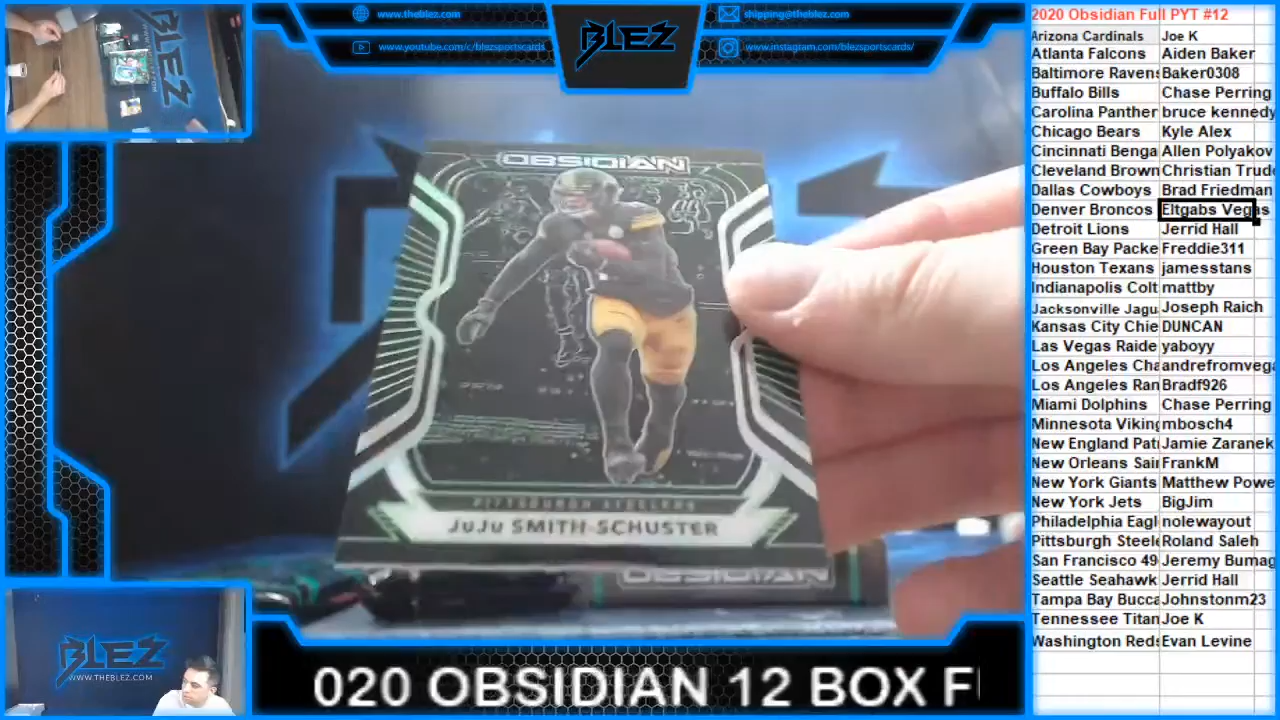 www.theblez.com
shipping@theblez.com
www.youtube.com/c/blezsportscards
BLEZ
www.instagram.com/blezsportscards/
OBSIDIAN
PITTSBURGH STEELERS
JuJu SMITH-SCHUSTER
OBSIDIAN
BLEZ
BLEZ
WWW.THEBLEZ.COM
020 OBSIDIAN 12 BOX F
2020 Obsidian Full PYT #12
Arizona Cardinals Joe K
Atlanta Falcons Aiden Baker
Baltimore Ravens Baker0308
Buffalo Bills Chase Perring
Carolina Panther bruce kennedy
Chicago Bears Kyle Alex
Cincinnati Benga Allen Polyakov
Cleveland Brown Christian Trude
Dallas Cowboys Brad Friedman
Denver Broncos Eltgabs Vegas
Detroit Lions Jerrid Hall
Green Bay Packe Freddie311
Houston Texans jamesstans
Indianapolis Colt mattby
Jacksonville Jagu Joseph Raich
Kansas City Chie DUNCAN
Las Vegas Raide yaboyy
Los Angeles Cha andrefromvega
Los Angeles Ran Bradf926
Miami Dolphins Chase Perring
Minnesota Viking mbosch4
New England Pat Jamie Zaranek
New Orleans Sai FrankM
New York Giants Matthew Powe
New York Jets BigJim
Philadelphia Eagl nolewayout
Pittsburgh Steele Roland Saleh
San Francisco 49 Jeremy Bumag
Seattle Seahawk Jerrid Hall
Tampa Bay Bucca Johnstonm23
Tennessee Titan Joe K
Washington Reds Evan Levine